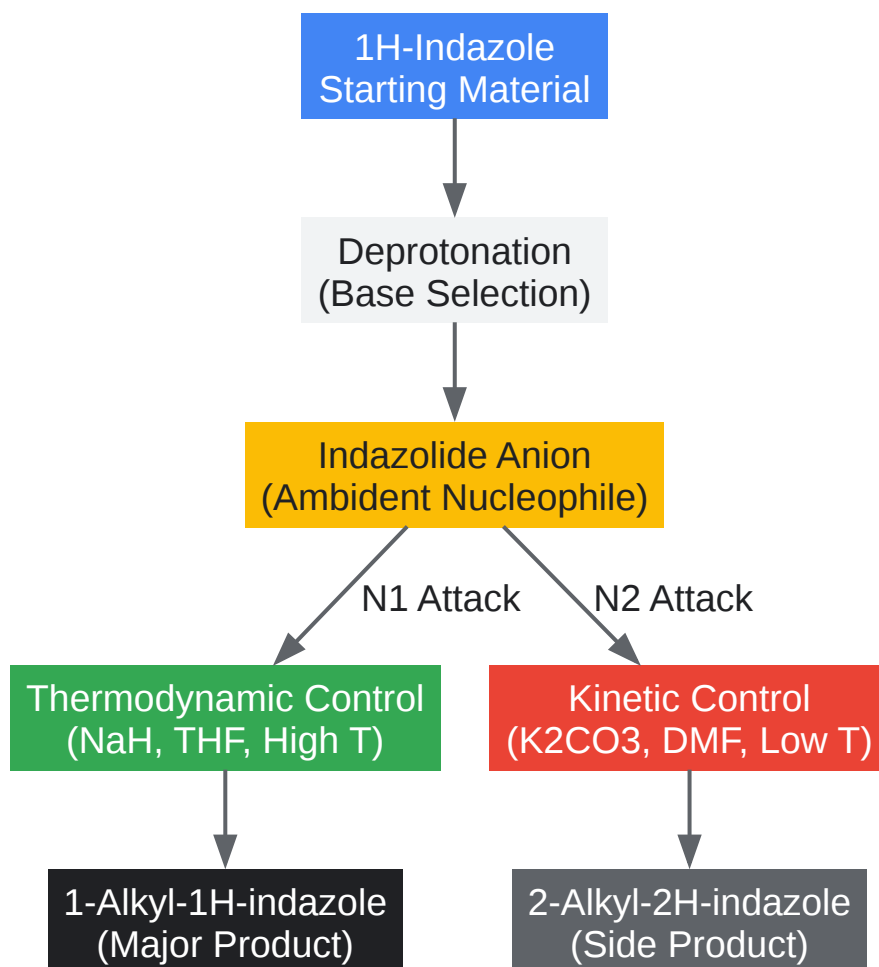 1H-Indazole
Starting Material
Deprotonation
(Base Selection)
Indazolide Anion
(Ambident Nucleophile)
N1 Attack
N2 Attack
Thermodynamic Control
(NaH, THF, High T)
Kinetic Control
(K2CO3, DMF, Low T)
1-Alkyl-1H-indazole
(Major Product)
2-Alkyl-2H-indazole
(Side Product)